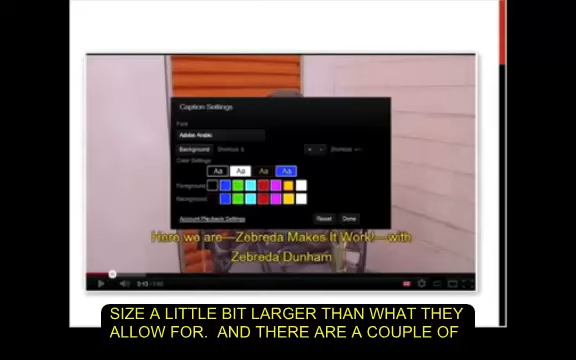 Caption Settings
Font
Adobe Arabic
Background
Color Settings
Aa Aa Aa Aa
Foreground
Background
Account Playback Settings Reset Done
Here we are—Zebreda Makes It Work!—with
Zebreda Dunham
SIZE A LITTLE BIT LARGER THAN WHAT THEY
ALLOW FOR.  AND THERE ARE A COUPLE OF